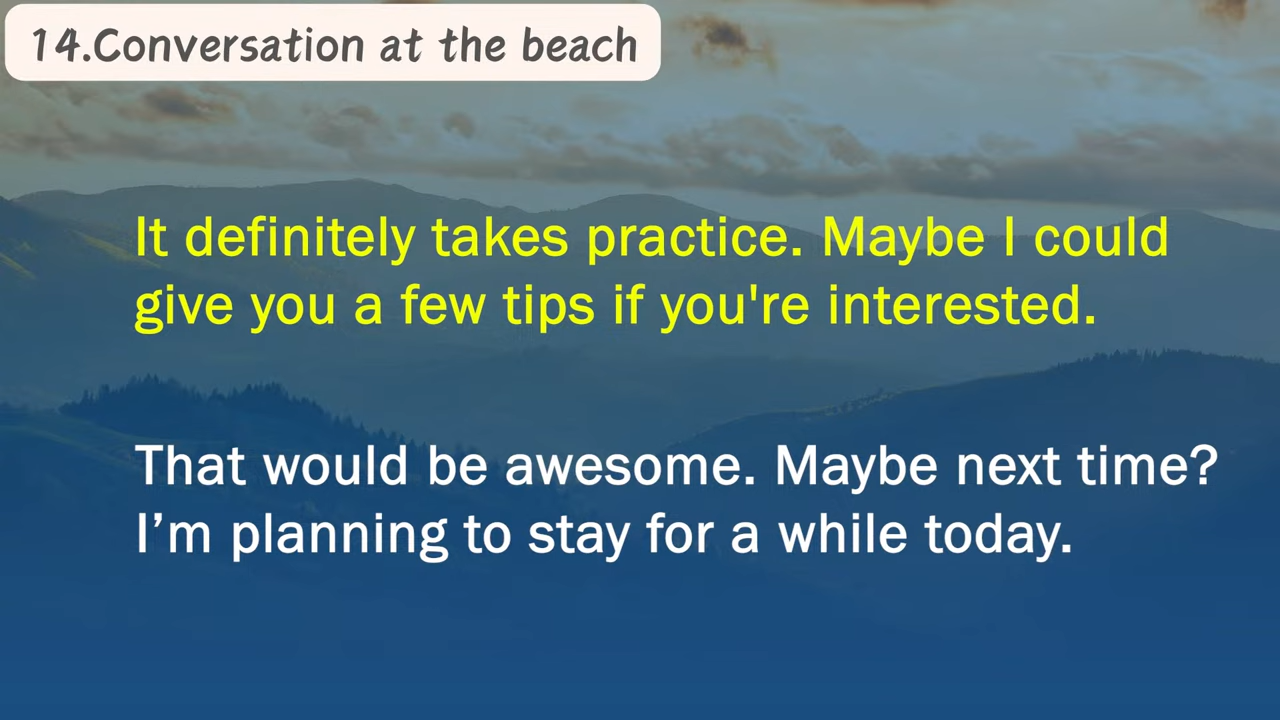 14.Conversation at the beach
It definitely takes practice. Maybe I could
give you a few tips if you're interested.
That would be awesome. Maybe next time?
I’m planning to stay for a while today.